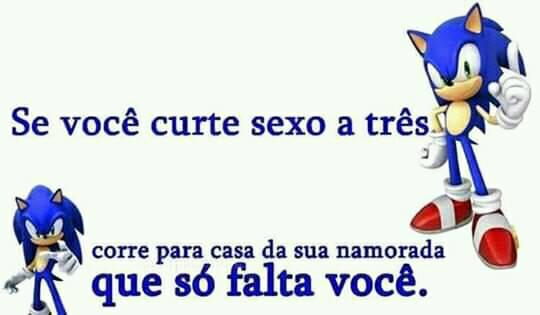 Se você curte sexo a três
corre para casa da sua namorada
que só falta você.